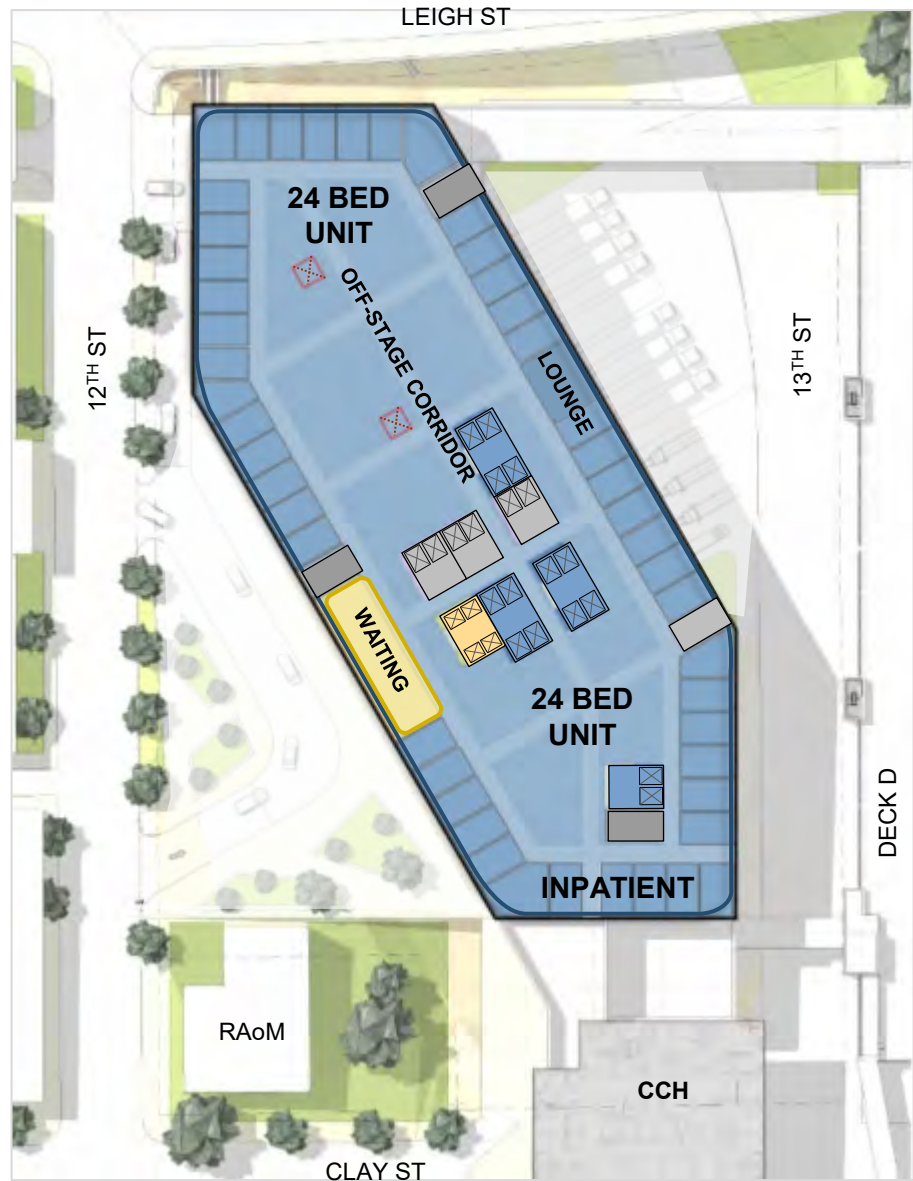 LEIGH ST
24 BED
UNIT
OFF-STAGE CORRIDOR
12TH ST
13TH ST
LOUNGE
WAITING
24 BED
UNIT
DECK D
INPATIENT
RAoM
CCH
CLAY ST